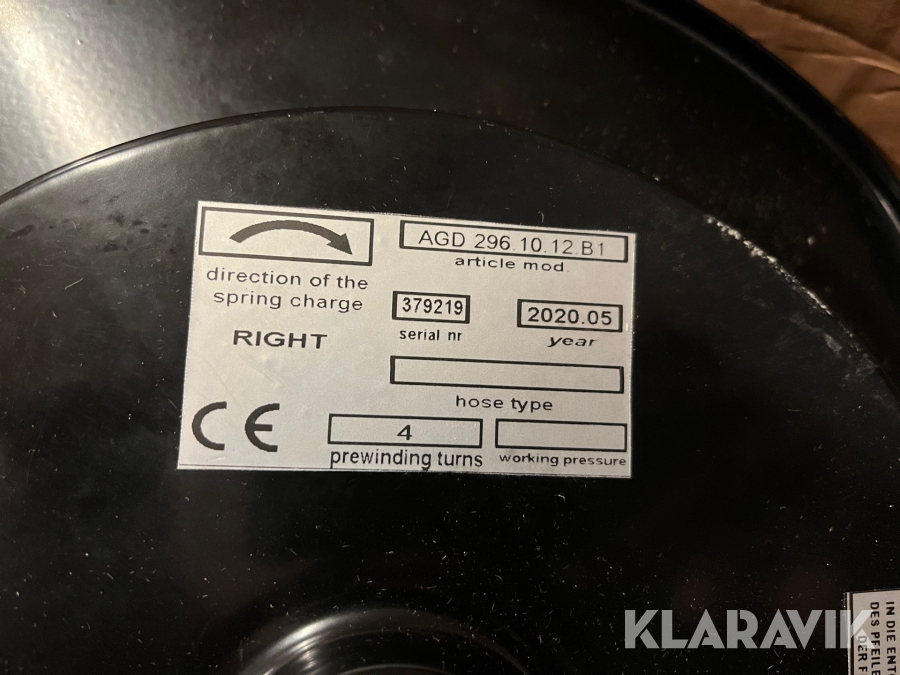 AGD 296.10.12.B1
article mod.
direction of the
spring charge
RIGHT
379219
serial nr
2020.05
year
hose type
CE
4
prewinding turns
working pressure
KLARAVIK
IN DIE
DES PFEILE
DER